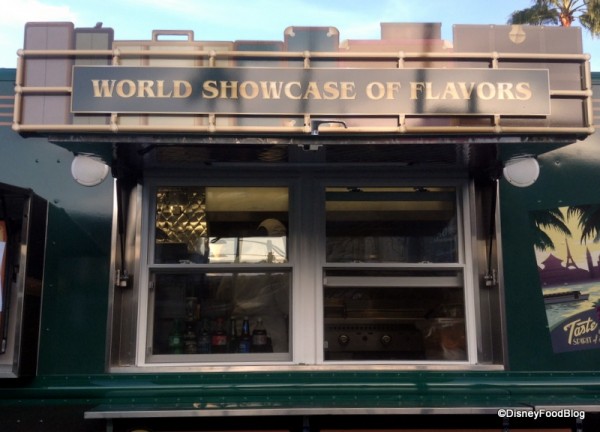 WORLD SHOWCASE OF FLAVORS
Taste
©DisneyFoodBlog